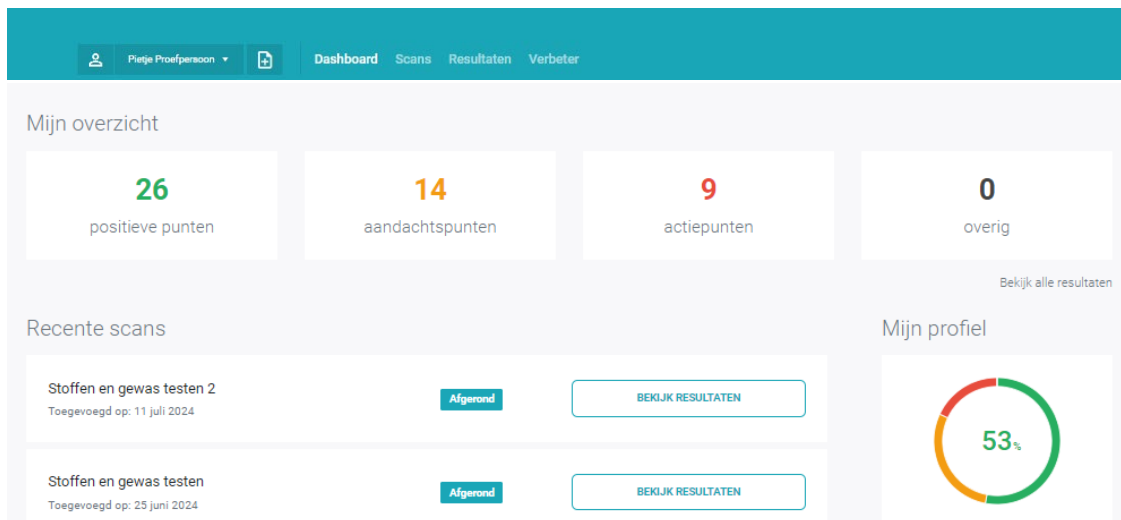 Pietje Proefpersoon
Dashboard Scans Resultaten Verbeter
Mijn overzicht
26
positieve punten
14
aandachtspunten
9
actiepunten
0
overig
Bekijk alle resultaten
Recente scans
Stoffen en gewas testen 2
Toegevoegd op: 11 juli 2024
Afgerond
BEKIJK RESULTATEN
Stoffen en gewas testen
Toegevoegd op: 25 juni 2024
Afgerond
BEKIJK RESULTATEN
Mijn profiel
53%